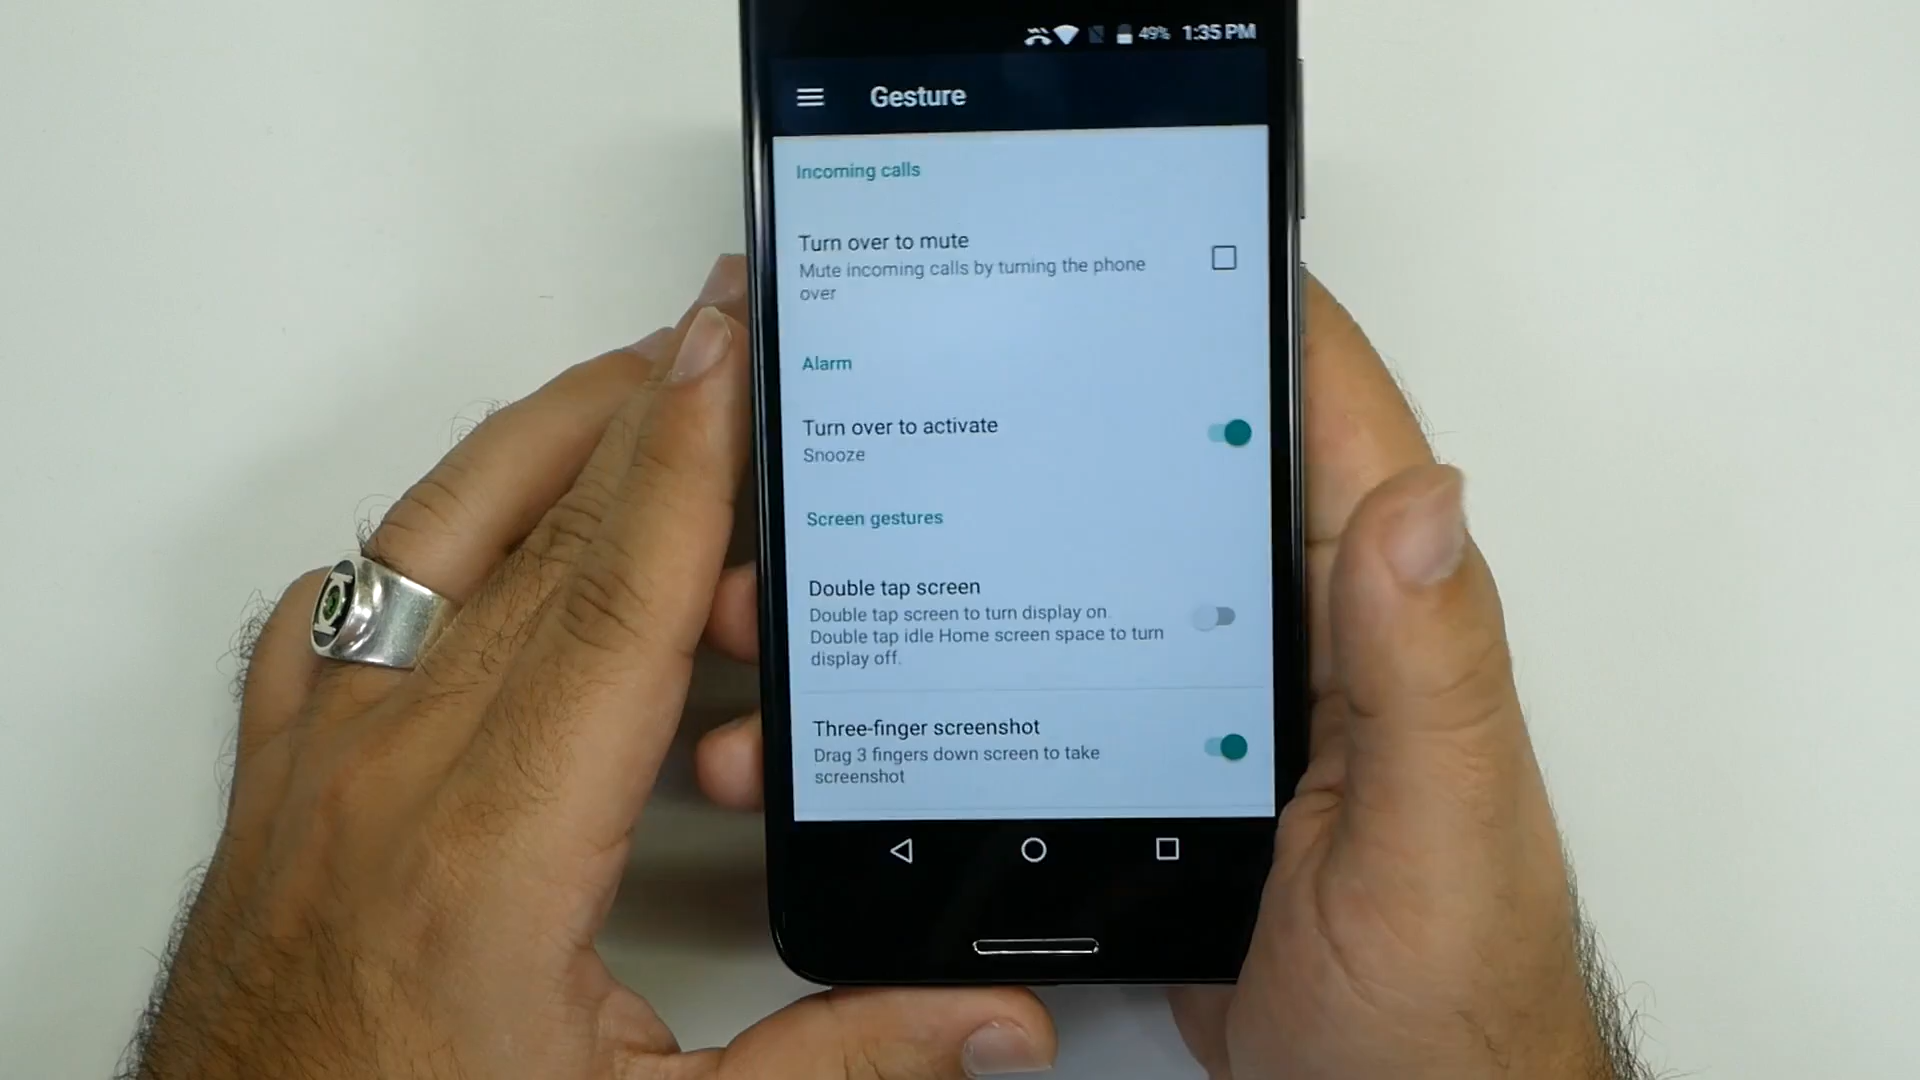 49% 1:35 PM
Gesture
Incoming calls
Turn over to mute
Mute incoming calls by turning the phone
over
Alarm
Turn over to activate
Snooze
Screen gestures
Double tap screen
Double tap screen to turn display on.
Double tap idle Home screen space to turn
display off.
Three-finger screenshot
Drag 3 fingers down screen to take
screenshot